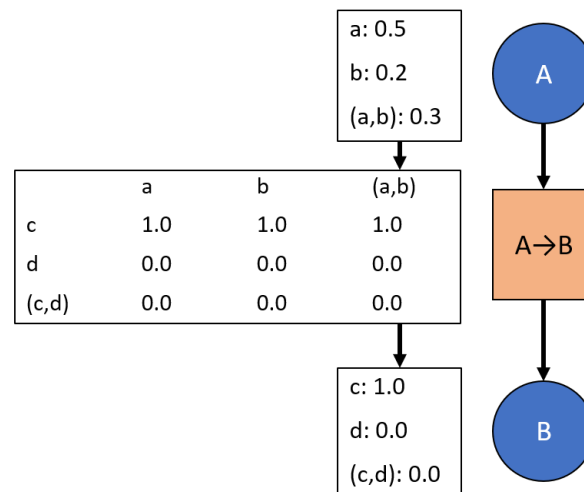 a: 0.5
b: 0.2
(a,b): 0.3
A
a b (a,b)
c 1.0 1.0 1.0
d 0.0 0.0 0.0
(c,d) 0.0 0.0 0.0
A→B
c: 1.0
d: 0.0
(c,d): 0.0
B